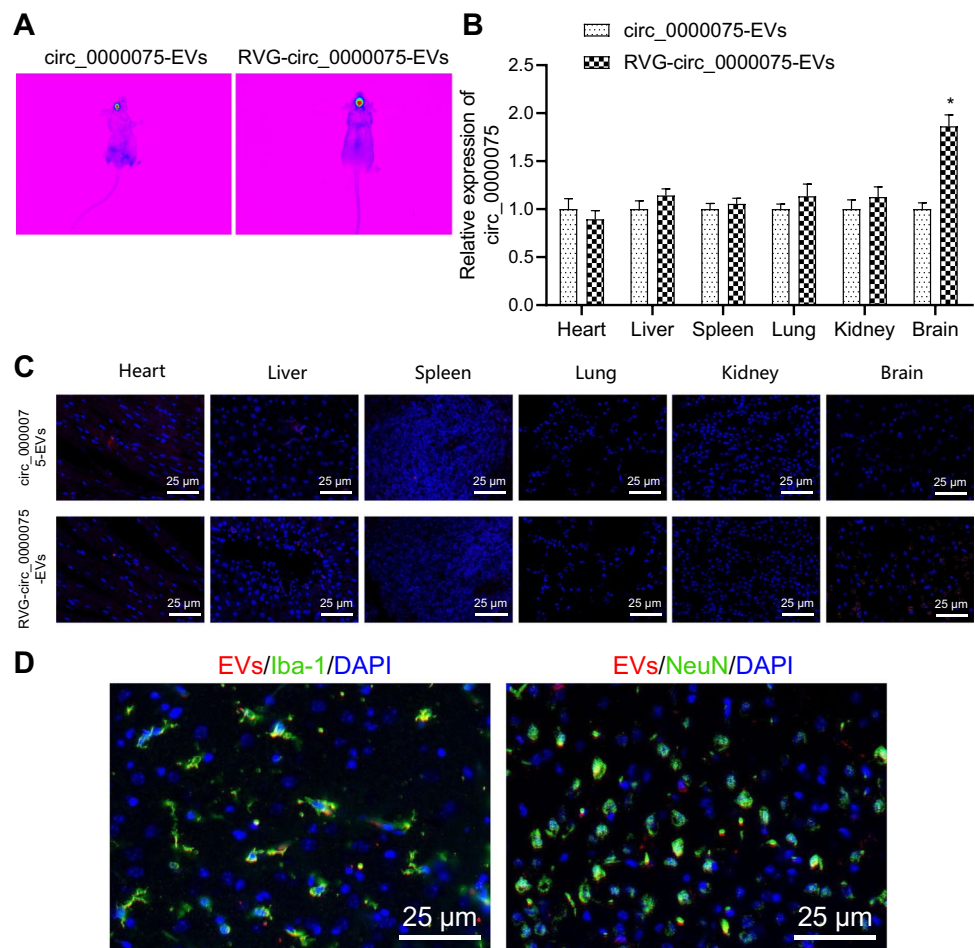 A
circ_0000075-EVs
RVG-circ_0000075-EVs
B
circ_0000075-EVs
RVG-circ_0000075-EVs
Relative expression of
circ_0000075
2.5
2.0
1.5
1.0
0.5
0.0
*
Heart
Liver
Spleen
Lung
Kidney
Brain
C
Heart
Liver
Spleen
Lung
Kidney
Brain
circ_000007
5-EVs
25 µm
25 µm
25 µm
25 µm
25 µm
25 µm
RVG-circ_0000075
-EVs
25 µm
25 µm
25 µm
25 µm
25 µm
25 µm
D
EVs/Iba-1/DAPI
EVs/NeuN/DAPI
25 µm
25 µm